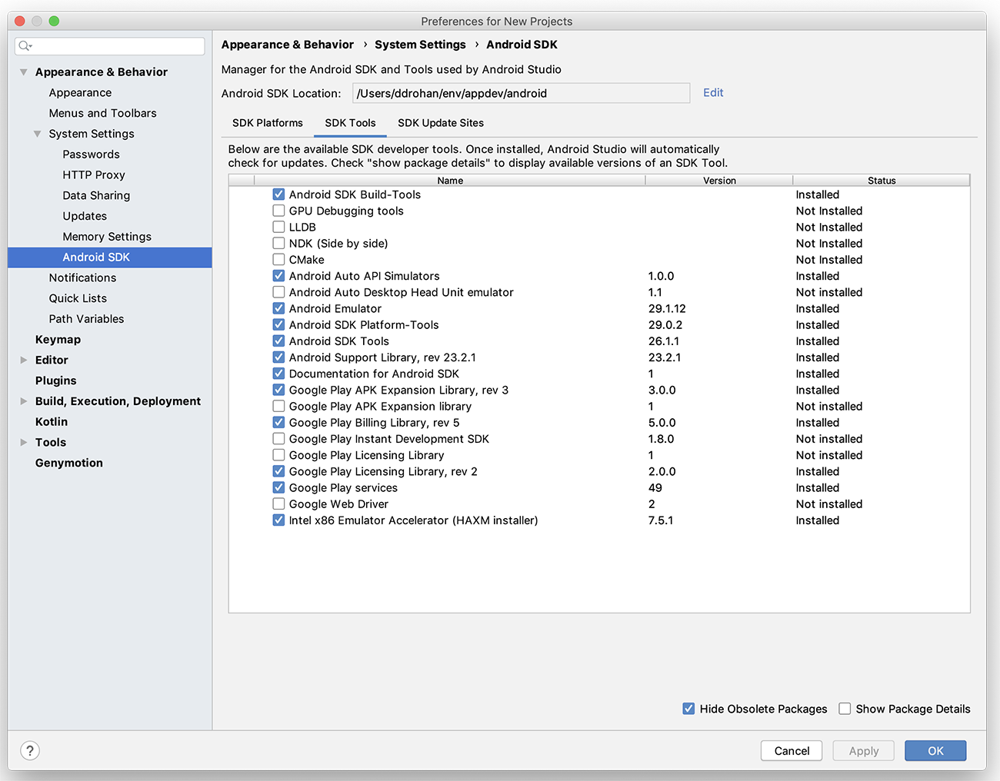 Preferences for New Projects
Appearance & Behavior
Appearance
Menus and Toolbars
System Settings
Passwords
HTTP Proxy
Data Sharing
Updates
Memory Settings
Android SDK
Notifications
Quick Lists
Path Variables
Keymap
Editor
Plugins
Build, Execution, Deployment
Kotlin
Tools
Genymotion
Appearance & Behavior › System Settings › Android SDK
Manager for the Android SDK and Tools used by Android Studio
Android SDK Location: /Users/ddrohan/env/appdev/android Edit
SDK Platforms SDK Tools SDK Update Sites
Below are the available SDK developer tools. Once installed, Android Studio will automatically
check for updates. Check "show package details" to display available versions of an SDK Tool.
Name Version Status
Android SDK Build-Tools Installed
GPU Debugging tools Not Installed
LLDB Not Installed
NDK (Side by side) Not Installed
CMake Not Installed
Android Auto API Simulators 1.0.0 Installed
Android Auto Desktop Head Unit emulator 1.1 Not installed
Android Emulator 29.1.12 Installed
Android SDK Platform-Tools 29.0.2 Installed
Android SDK Tools 26.1.1 Installed
Android Support Library, rev 23.2.1 23.2.1 Installed
Documentation for Android SDK 1 Installed
Google Play APK Expansion Library, rev 3 3.0.0 Installed
Google Play APK Expansion library 1 Not installed
Google Play Billing Library, rev 5 5.0.0 Installed
Google Play Instant Development SDK 1.8.0 Not installed
Google Play Licensing Library 1 Not installed
Google Play Licensing Library, rev 2 2.0.0 Installed
Google Play services 49 Installed
Google Web Driver 2 Not installed
Intel x86 Emulator Accelerator (HAXM installer) 7.5.1 Installed
Hide Obsolete Packages Show Package Details
? Cancel Apply OK